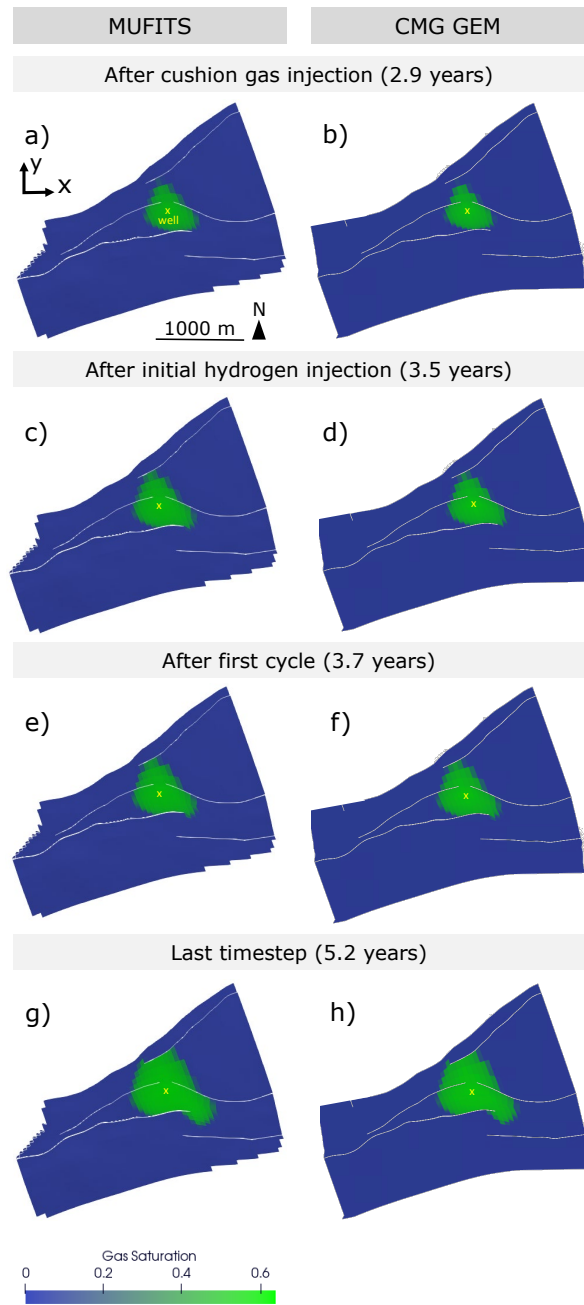 MUFITS
CMG GEM
After cushion gas injection (2.9 years)
a)
b)
y
x
x
well
x
1000 m
N
After initial hydrogen injection (3.5 years)
c)
d)
x
x
After first cycle (3.7 years)
e)
f)
x
x
Last timestep (5.2 years)
g)
h)
x
x
Gas Saturation
0
0.2
0.4
0.6